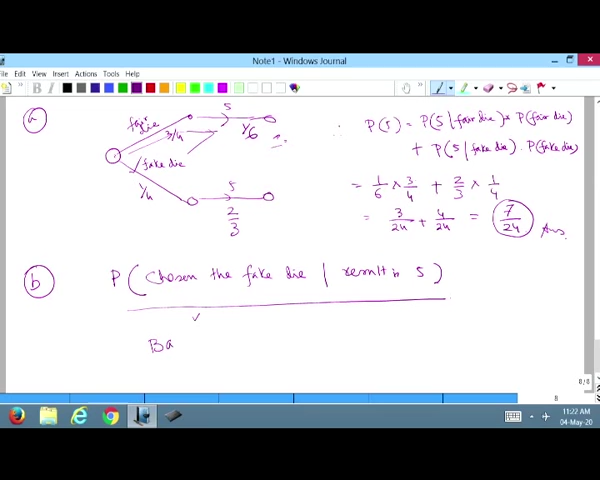 Note1 - Windows Journal
File Edit View Insert Actions Tools Help
a
fair die
3/4
5
1/6
fake die
1/4
5
2/3
∴ P(5) = P(5|fair die) × P(fair die)
+ P(5|fake die) . P(fake die)
= 1/6 × 3/4 + 2/3 × 1/4
= 3/24 + 4/24 = 7/24 Ans.
b P(chosen the fake die | result is 5)
Ba
8/8
8
11:22 AM
04-May-20